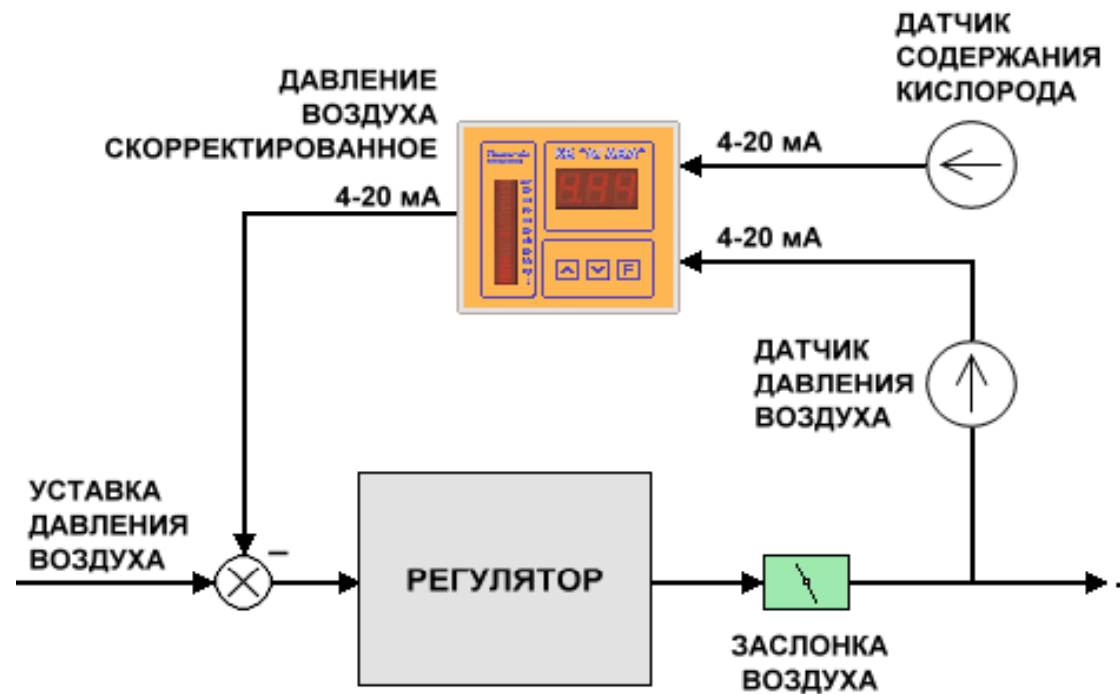 ДАТЧИК
СОДЕРЖАНИЯ
КИСЛОРОДА
ДАВЛЕНИЕ
ВОЗДУХА
СКОРРЕКТИРОВАННОЕ
4-20 мА
4-20 мА
4-20 мА
F
ДАТЧИК
ДАВЛЕНИЯ
ВОЗДУХА
УСТАВКА
ДАВЛЕНИЯ
ВОЗДУХА
–
РЕГУЛЯТОР
ЗАСЛОНКА
ВОЗДУХА